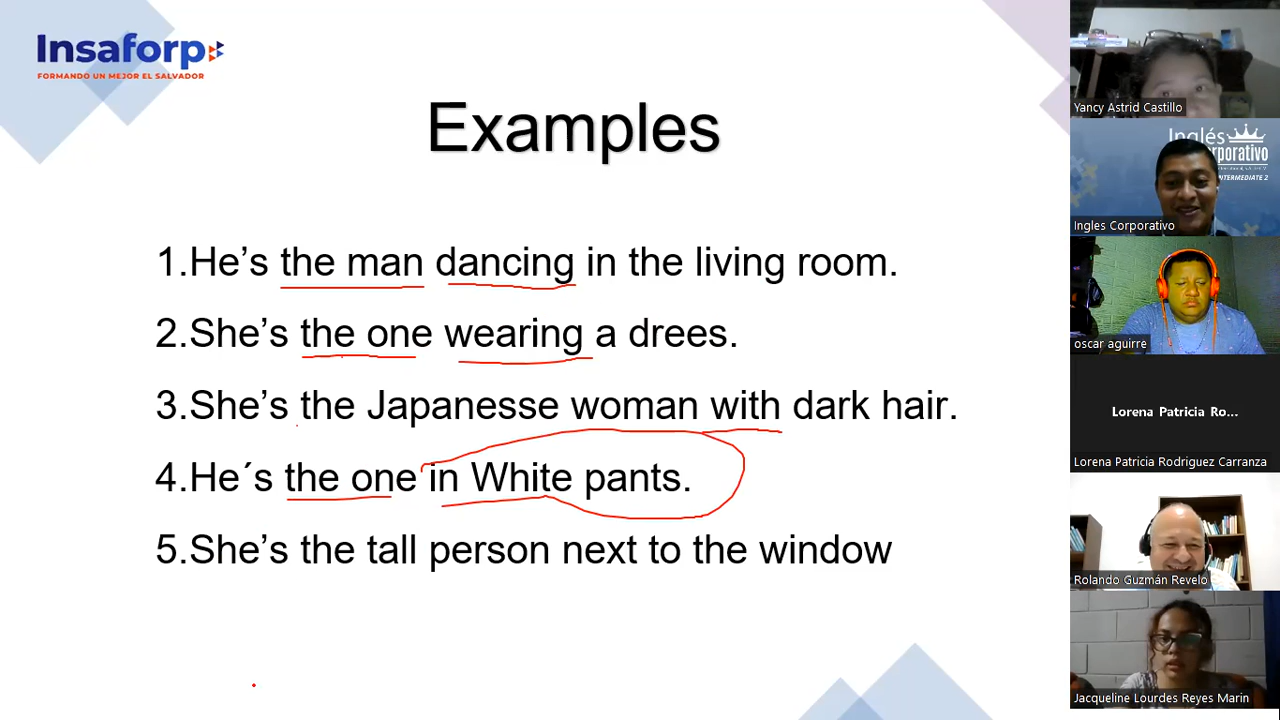 Insaforp
FORMANDO UN MEJOR EL SALVADOR
Examples
1.He’s the man dancing in the living room.
2.She’s the one wearing a drees.
3.She’s the Japanesse woman with dark hair.
4.He´s the one in White pants.
5.She’s the tall person next to the window
Yancy Astrid Castillo
Inglés
INTERMEDIATE 2
Ingles Corporativo
oscar aguirre
Lorena Patricia Ro...
Lorena Patricia Rodriguez Carranza
Rolando Guzmán Revelo
Jacqueline Lourdes Reyes Marin